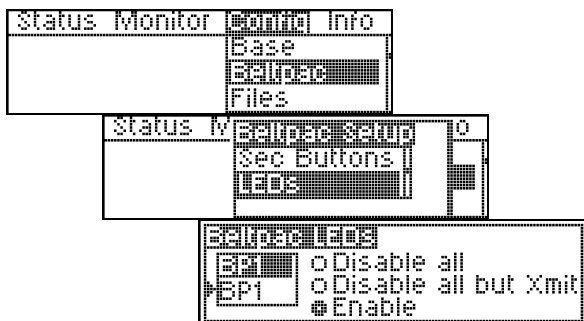 Status Monitor Config Info
Base
Beltpac
Files
Status M o
Beltpac Setup
Sec Buttons
LEDs
Beltpac LEDs
BP1 Disable all
BP1 Disable all but Xmit
Enable